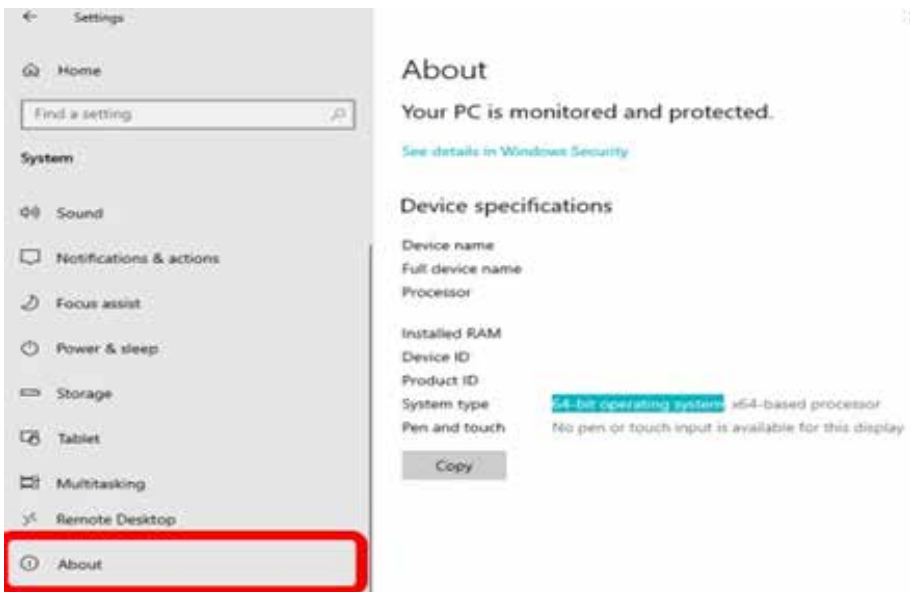 Settings
Home
Find a setting
System
Sound
Notifications & actions
Focus assist
Power & sleep
Storage
Tablet
Multitasking
Remote Desktop
About
About
Your PC is monitored and protected.
See details in Windows Security
Device specifications
Device name
Full device name
Processor
Installed RAM
Device ID
Product ID
System type 64-bit operating system, x64-based processor
Pen and touch No pen or touch input is available for this display
Copy